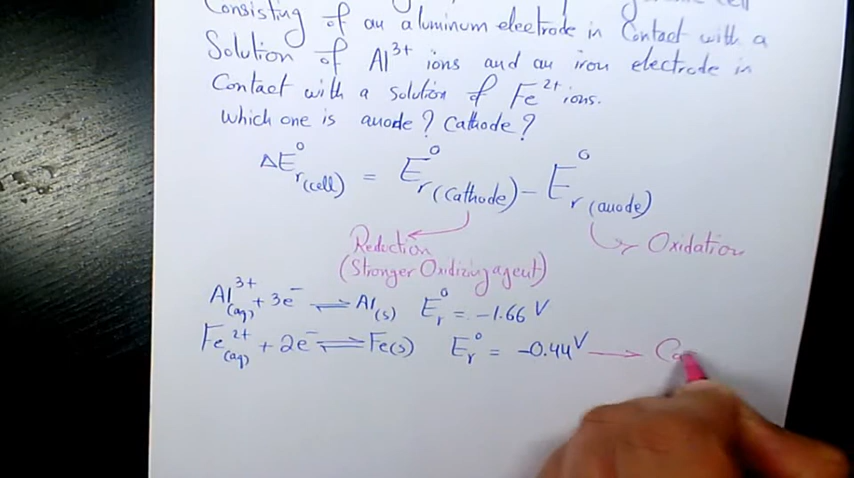 Consisting of an aluminum electrode in Contact with a
Solution of Al³⁺ ions and an iron electrode in
Contact with a solution of Fe²⁺ ions.
which one is anode? Cathode?
ΔE°r(cell) = E°r(Cathode) - E°r(anode)
Reduction
(Stronger Oxidizing agent)
Oxidation
Al³⁺(aq) + 3e⁻ ⇌ Al(s) E°r = -1.66 V
Fe²⁺(aq) + 2e⁻ ⇌ Fe(s) E°r = -0.44 V → Ca